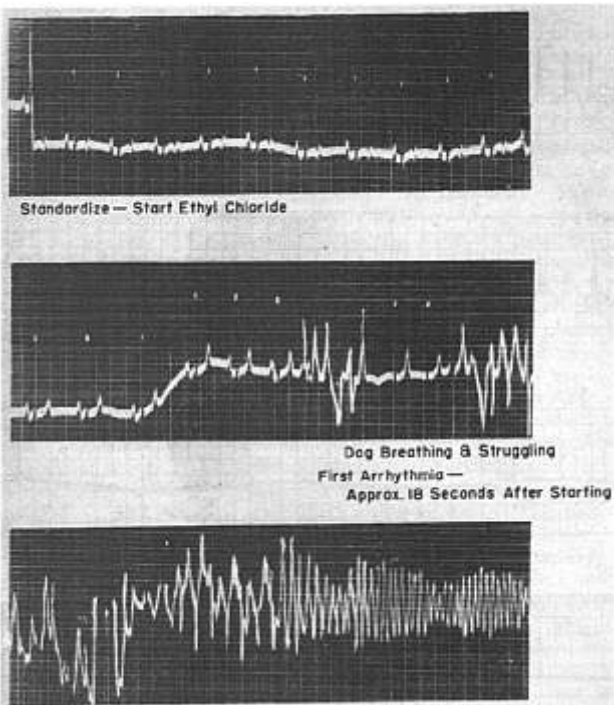 Standardize — Start Ethyl Chloride
Dog Breathing & Struggling
First Arrhythmia —
Approx. 18 Seconds After Starting